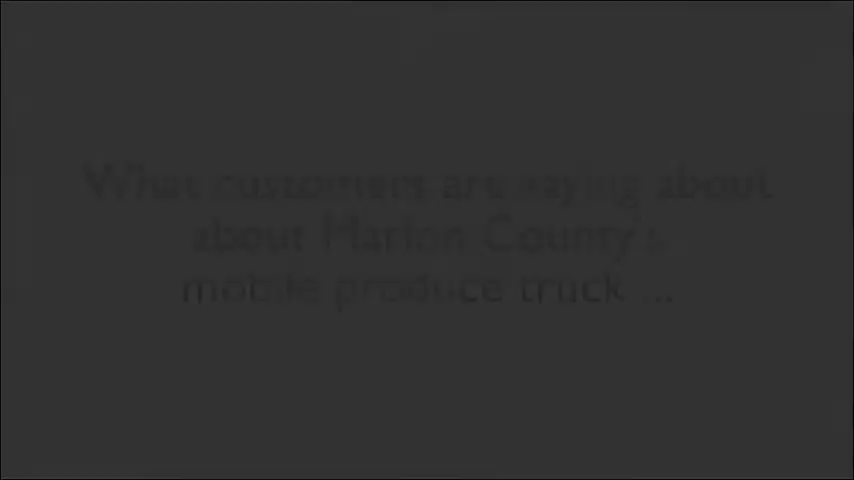 What customers are saying about
about Marion County's
mobile produce truck ...